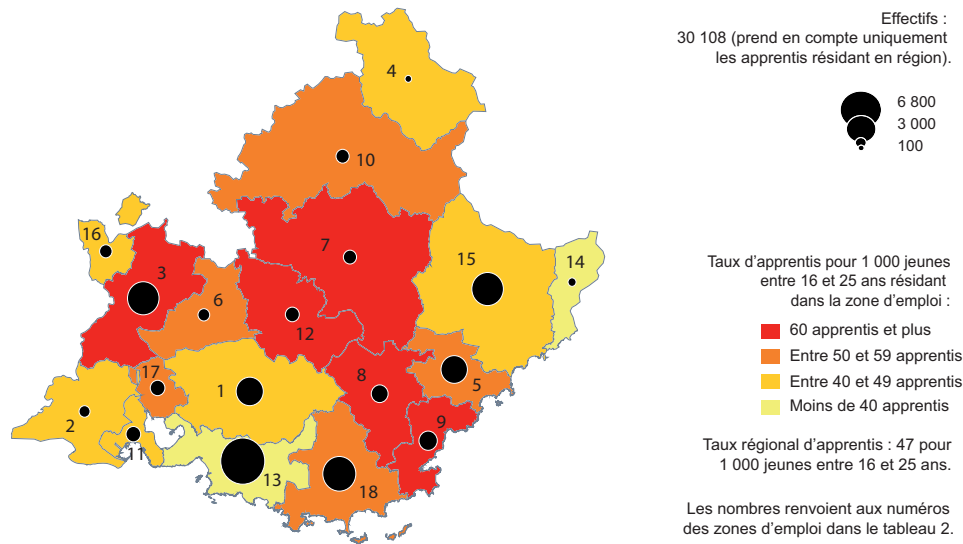 Effectifs :
30 108 (prend en compte uniquement
les apprentis résidant en région).
6 800
3 000
100
4
10
16
3
7
15
14
6
12
17
1
8
5
2
11
9
13
18
Taux d'apprentis pour 1 000 jeunes
entre 16 et 25 ans résidant
dans la zone d'emploi :
60 apprentis et plus
Entre 50 et 59 apprentis
Entre 40 et 49 apprentis
Moins de 40 apprentis
Taux régional d'apprentis : 47 pour
1 000 jeunes entre 16 et 25 ans.
Les nombres renvoient aux numéros
des zones d'emploi dans le tableau 2.